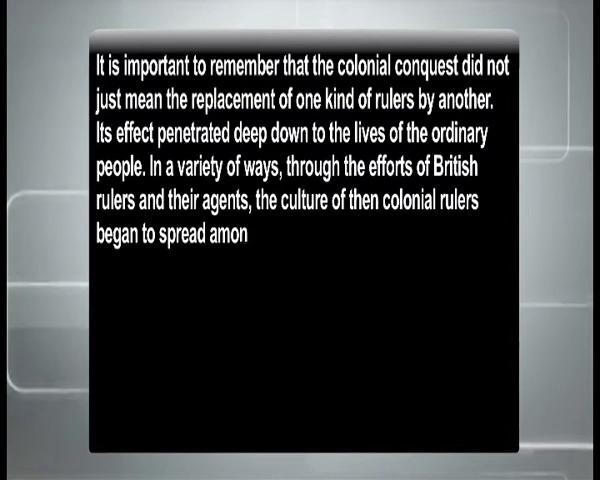 It is important to remember that the colonial conquest did not
just mean the replacement of one kind of rulers by another.
Its effect penetrated deep down to the lives of the ordinary
people. In a variety of ways, through the efforts of British
rulers and their agents, the culture of then colonial rulers
began to spread amon